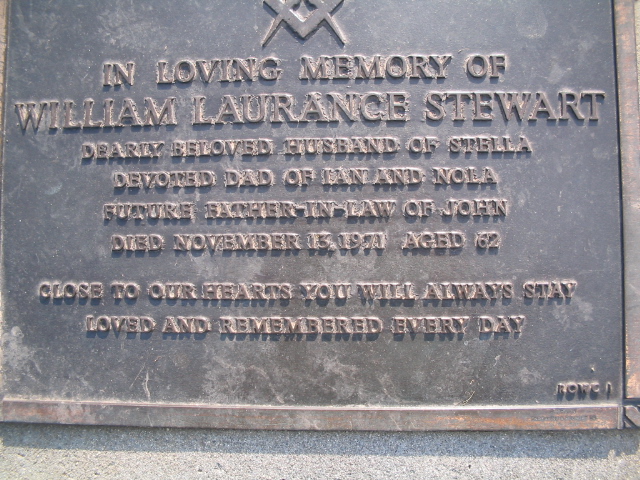 IN LOVING MEMORY OF
WILLIAM LAURANCE STEWART
DEARLY BELOVED HUSBAND OF STELLA
DEVOTED DAD OF IAN AND NOLA
FUTURE FATHER-IN-LAW OF JOHN
DIED NOVEMBER 13, 1971 AGED 62
CLOSE TO OUR HEARTS YOU WILL ALWAYS STAY
LOVED AND REMEMBERED EVERY DAY